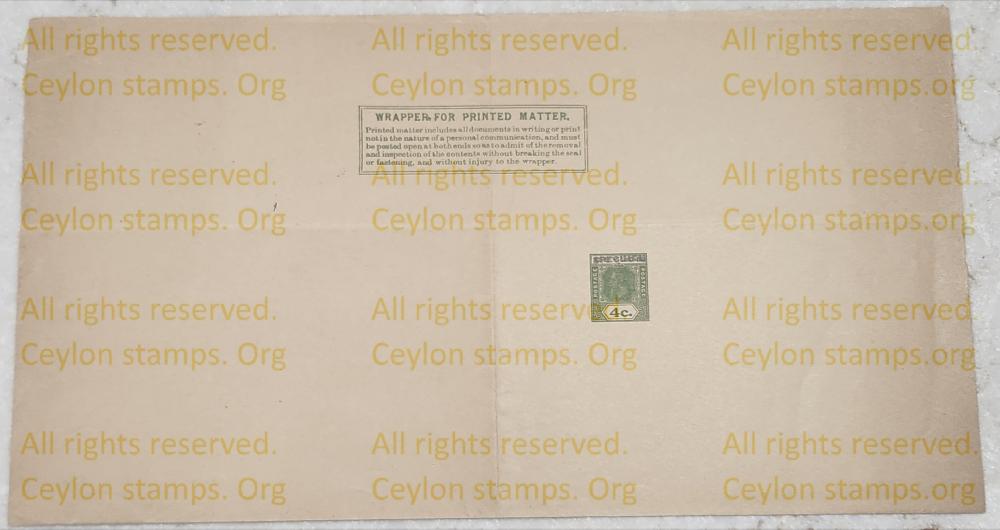 All rights reserved. All rights reserved. All rights reserved.
Ceylon stamps. Org Ceylon stamps. Org Ceylon stamps. Org
WRAPPER FOR PRINTED MATTER.
Printed matter includes all documents in writing or print
not in the nature of a personal communication, and must
be posted open at both ends so as to admit of the removal
and inspection of the contents without breaking the seal
or fastening, and without injury to the wrapper.
All rights reserved. All rights reserved. All rights reserved.
Ceylon stamps. Org Ceylon stamps. Org Ceylon stamps. Org
SPECIMEN
POSTAGE POSTAGE
4c.
All rights reserved. All rights reserved. All rights reserved.
Ceylon stamps. Org Ceylon stamps. Org Ceylon stamps. Org
All rights reserved. All rights reserved. All rights reserved.
Ceylon stamps. Org Ceylon stamps. Org Ceylon stamps. Org